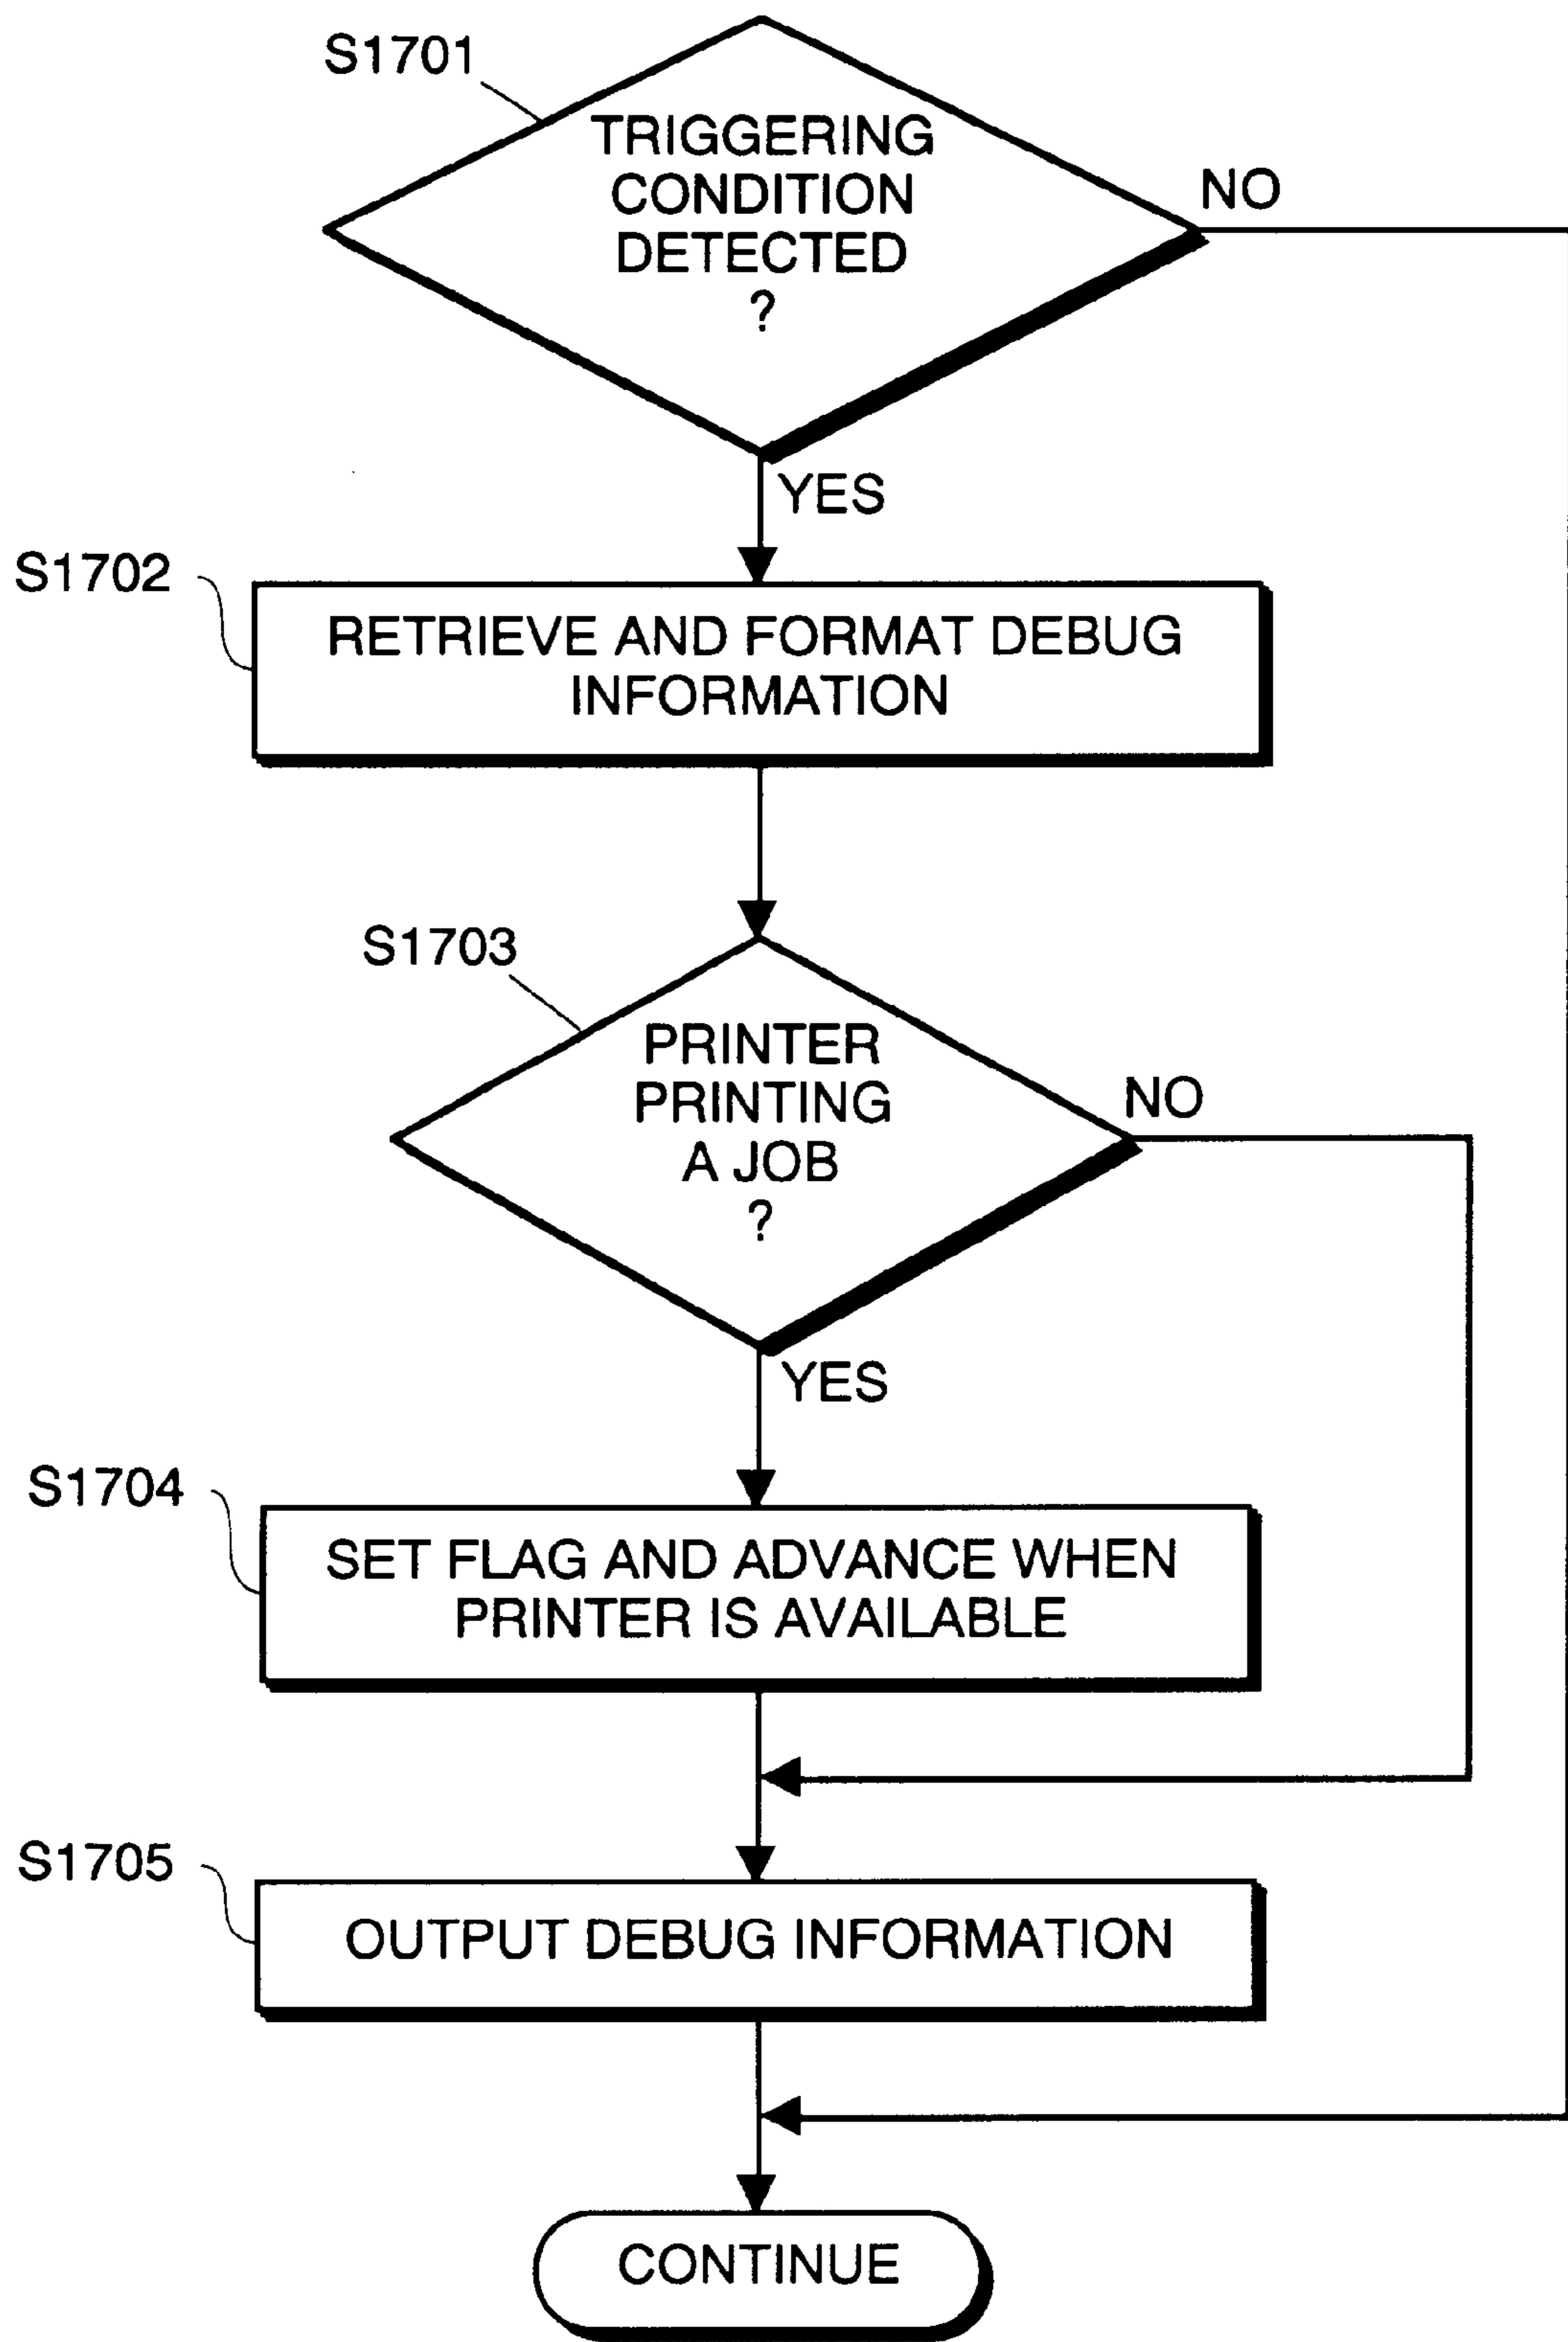 S1701
TRIGGERING
CONDITION
DETECTED
?
NO
YES
S1702
RETRIEVE AND FORMAT DEBUG
INFORMATION
S1703
PRINTER
PRINTING
A JOB
?
NO
YES
S1704
SET FLAG AND ADVANCE WHEN
PRINTER IS AVAILABLE
S1705
OUTPUT DEBUG INFORMATION
CONTINUE